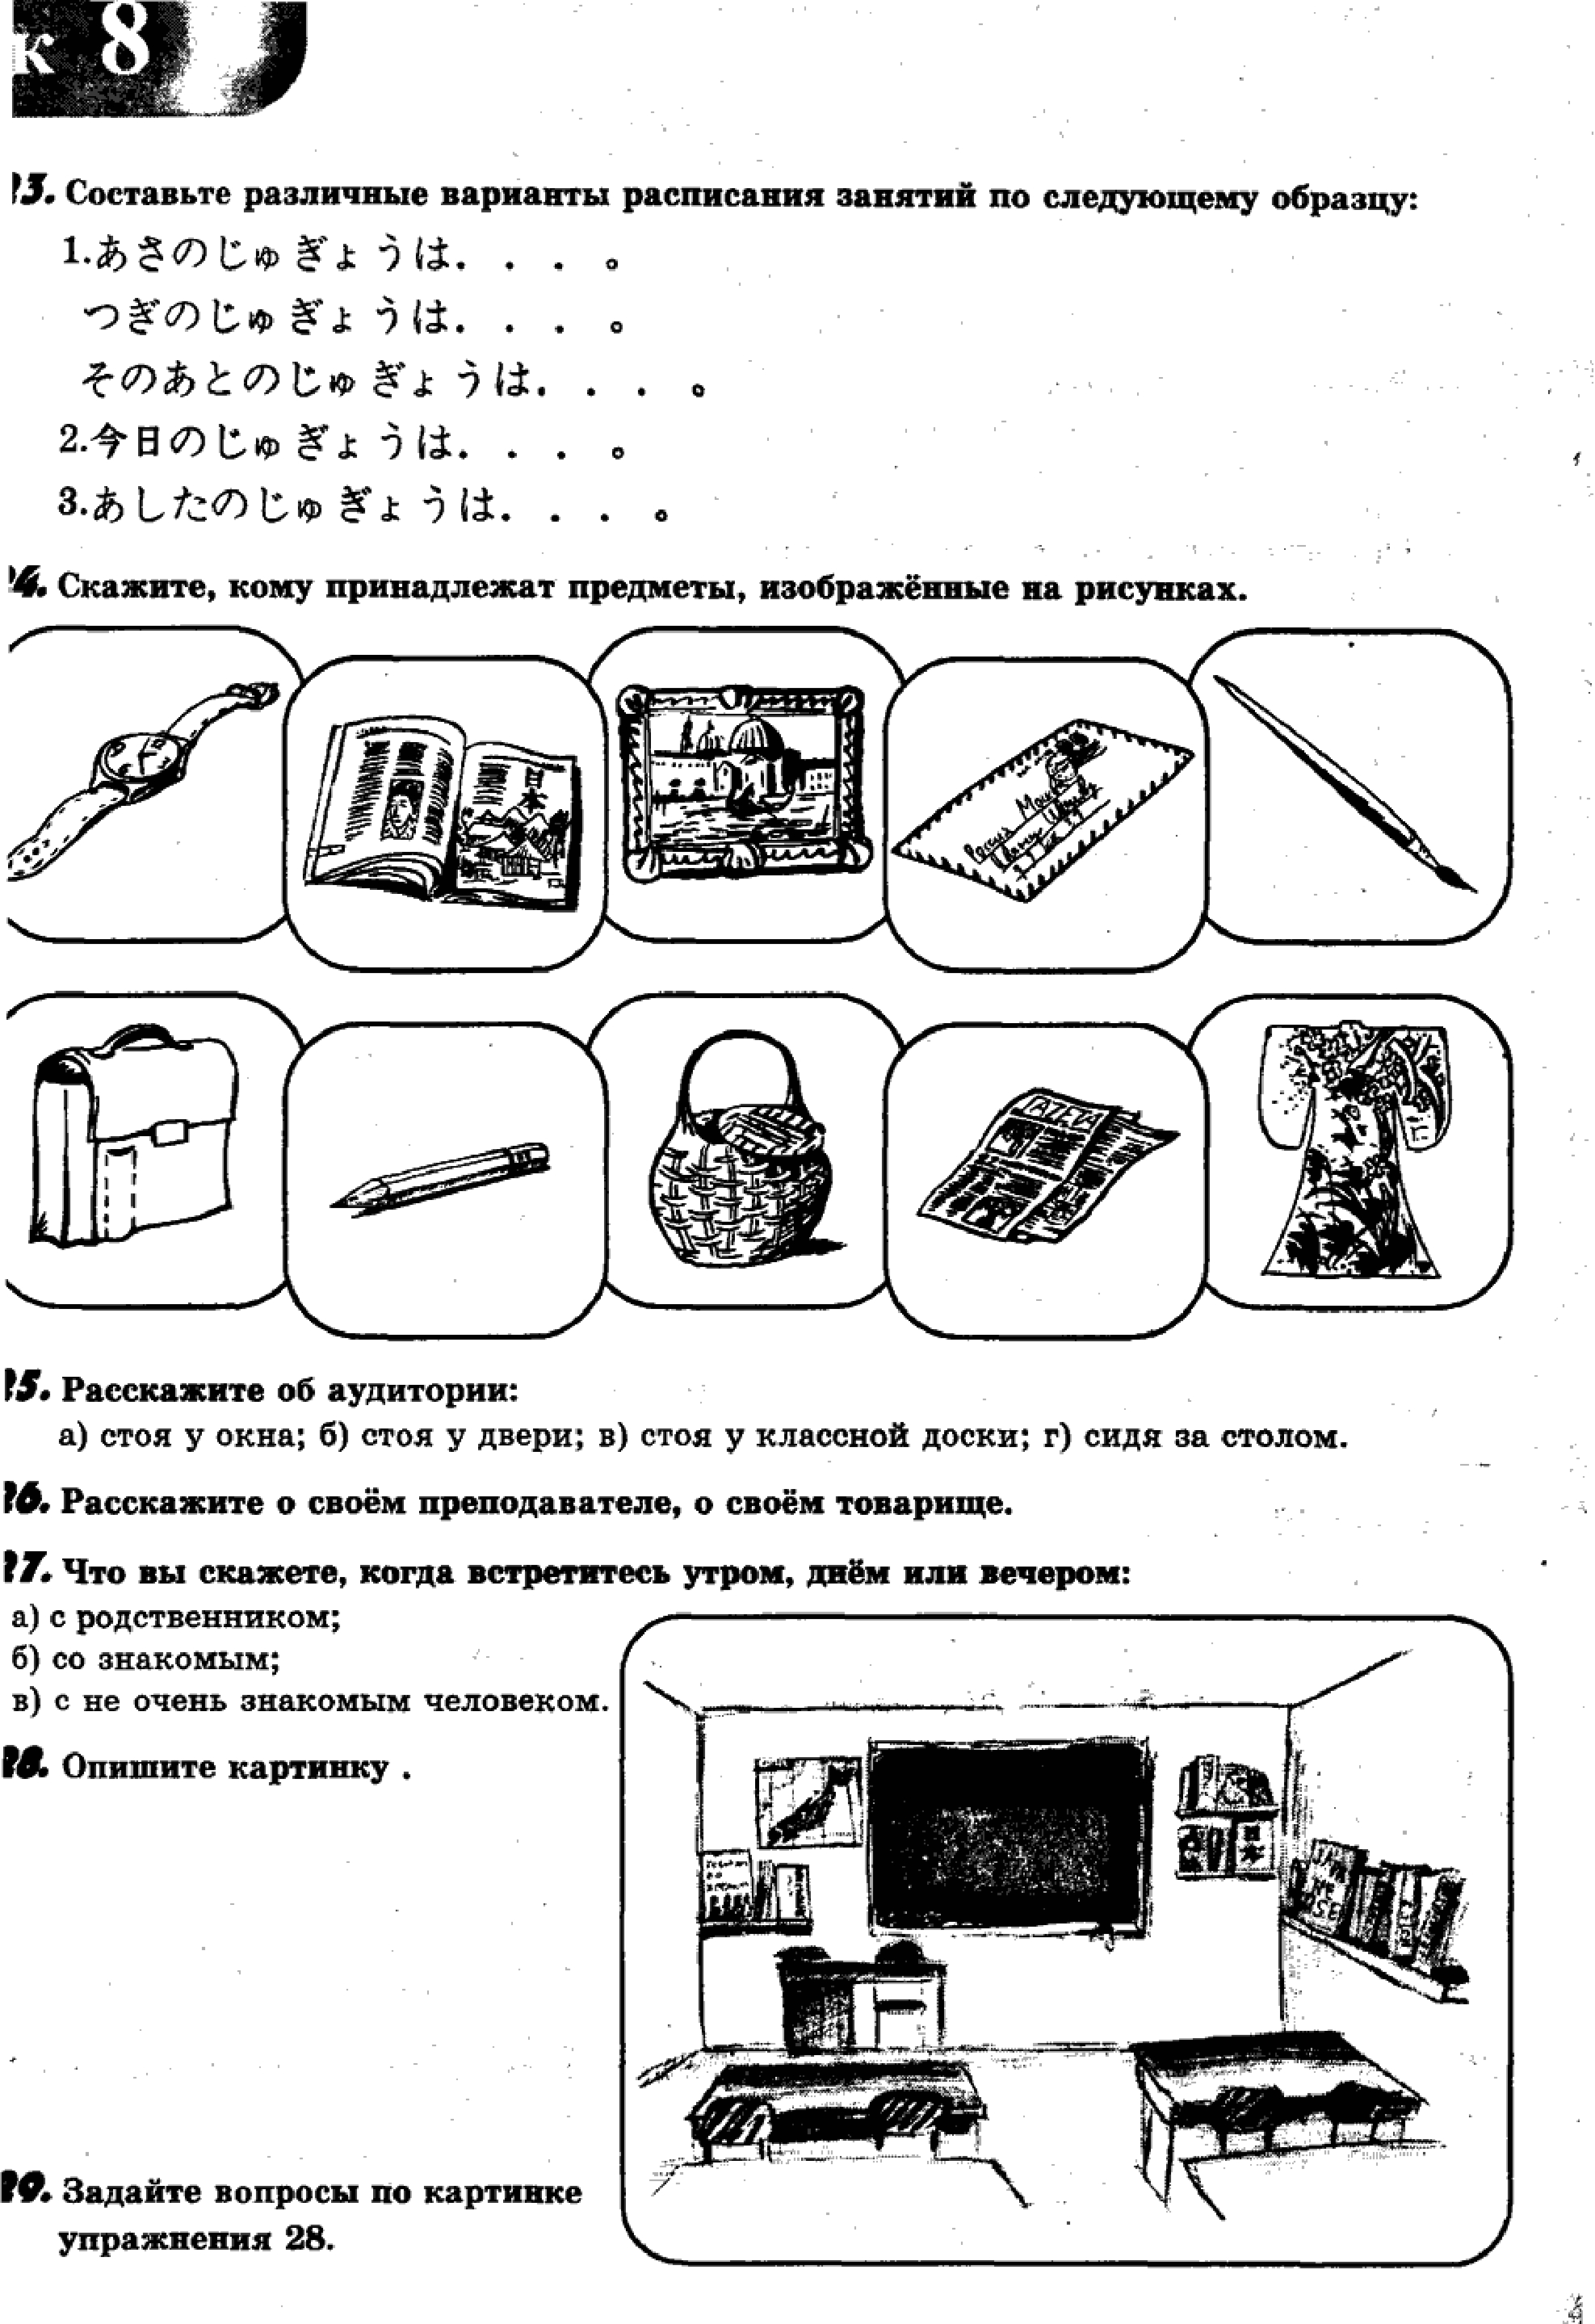 к 8
23. Составьте различные варианты расписания занятий по следующему образцу:
1.あさのじゅぎょうは. . . 。
つぎのじゅぎょうは. . . 。
そのあとのじゅぎょうは. . . 。
2.今日のじゅぎょうは. . . 。
3.あしたのじゅぎょうは. . . 。
24. Скажите, кому принадлежат предметы, изображённые на рисунках.
日本
GAZETA
25. Расскажите об аудитории:
а) стоя у окна; б) стоя у двери; в) стоя у классной доски; г) сидя за столом.
26. Расскажите о своём преподавателе, о своём товарище.
27. Что вы скажете, когда встретитесь утром, днём или вечером:
а) с родственником;
б) со знакомым;
в) с не очень знакомым человеком.
28. Опишите картинку .
日本
29. Задайте вопросы по картинке
упражнения 28.